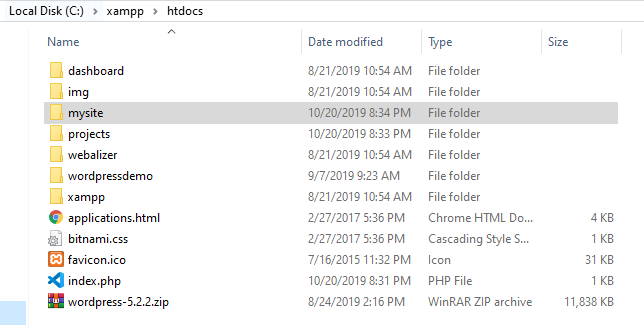 Local Disk (C:) > xampp > htdocs
Name Date modified Type Size
dashboard 8/21/2019 10:54 AM File folder
img 8/21/2019 10:54 AM File folder
mysite 10/20/2019 8:34 PM File folder
projects 10/20/2019 8:33 PM File folder
webalizer 8/21/2019 10:54 AM File folder
wordpressdemo 9/7/2019 9:23 AM File folder
xampp 8/21/2019 10:54 AM File folder
applications.html 2/27/2017 5:36 PM Chrome HTML Do... 4 KB
bitnami.css 2/27/2017 5:36 PM Cascading Style S... 1 KB
favicon.ico 7/16/2015 11:32 PM Icon 31 KB
index.php 10/20/2019 8:31 PM PHP File 1 KB
wordpress-5.2.2.zip 8/24/2019 2:16 PM WinRAR ZIP archive 11,838 KB